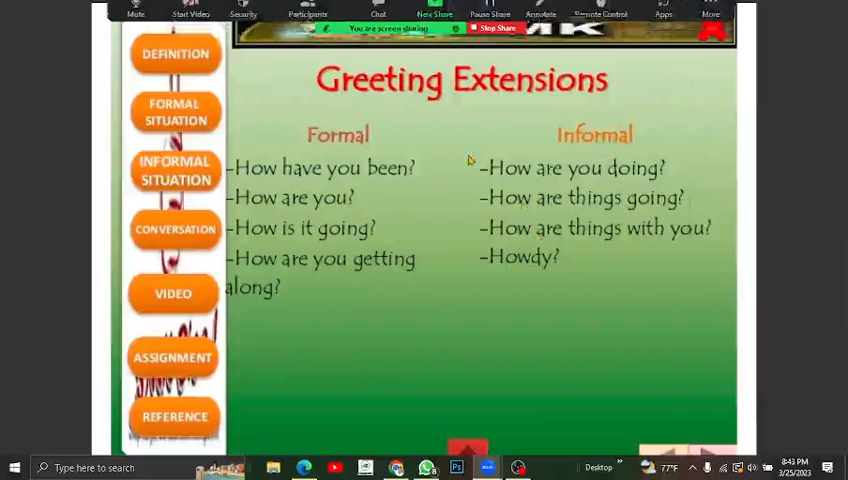 Mute
Start Video
Security
Participants
Chat
New Share
Pause Share
Annotate
Remote Control
Apps
More
You are screen sharing
Stop Share
DEFINITION
FORMAL
SITUATION
INFORMAL
SITUATION
CONVERSATION
VIDEO
ASSIGNMENT
REFERENCE
Greeting Extensions
Formal
-How have you been?
-How are you?
-How is it going?
-How are you getting
along?
Informal
-How are you doing?
-How are things going?
-How are things with you?
-Howdy?
Type here to search
Desktop
77°F
8:43 PM
3/25/2023